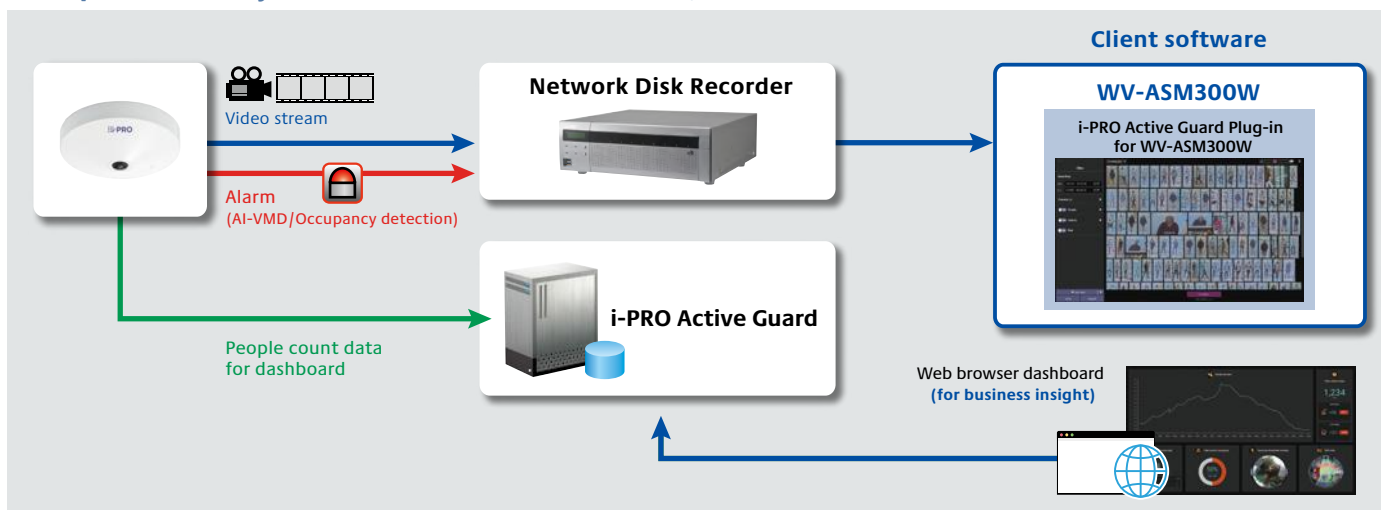 Client software
i-PRO
Video stream
Alarm
(AI-VMD/Occupancy detection)
People count data
for dashboard
Network Disk Recorder
i-PRO Active Guard
WV-ASM300W
i-PRO Active Guard Plug-in
for WV-ASM300W
Web browser dashboard
(for business insight)
1,234